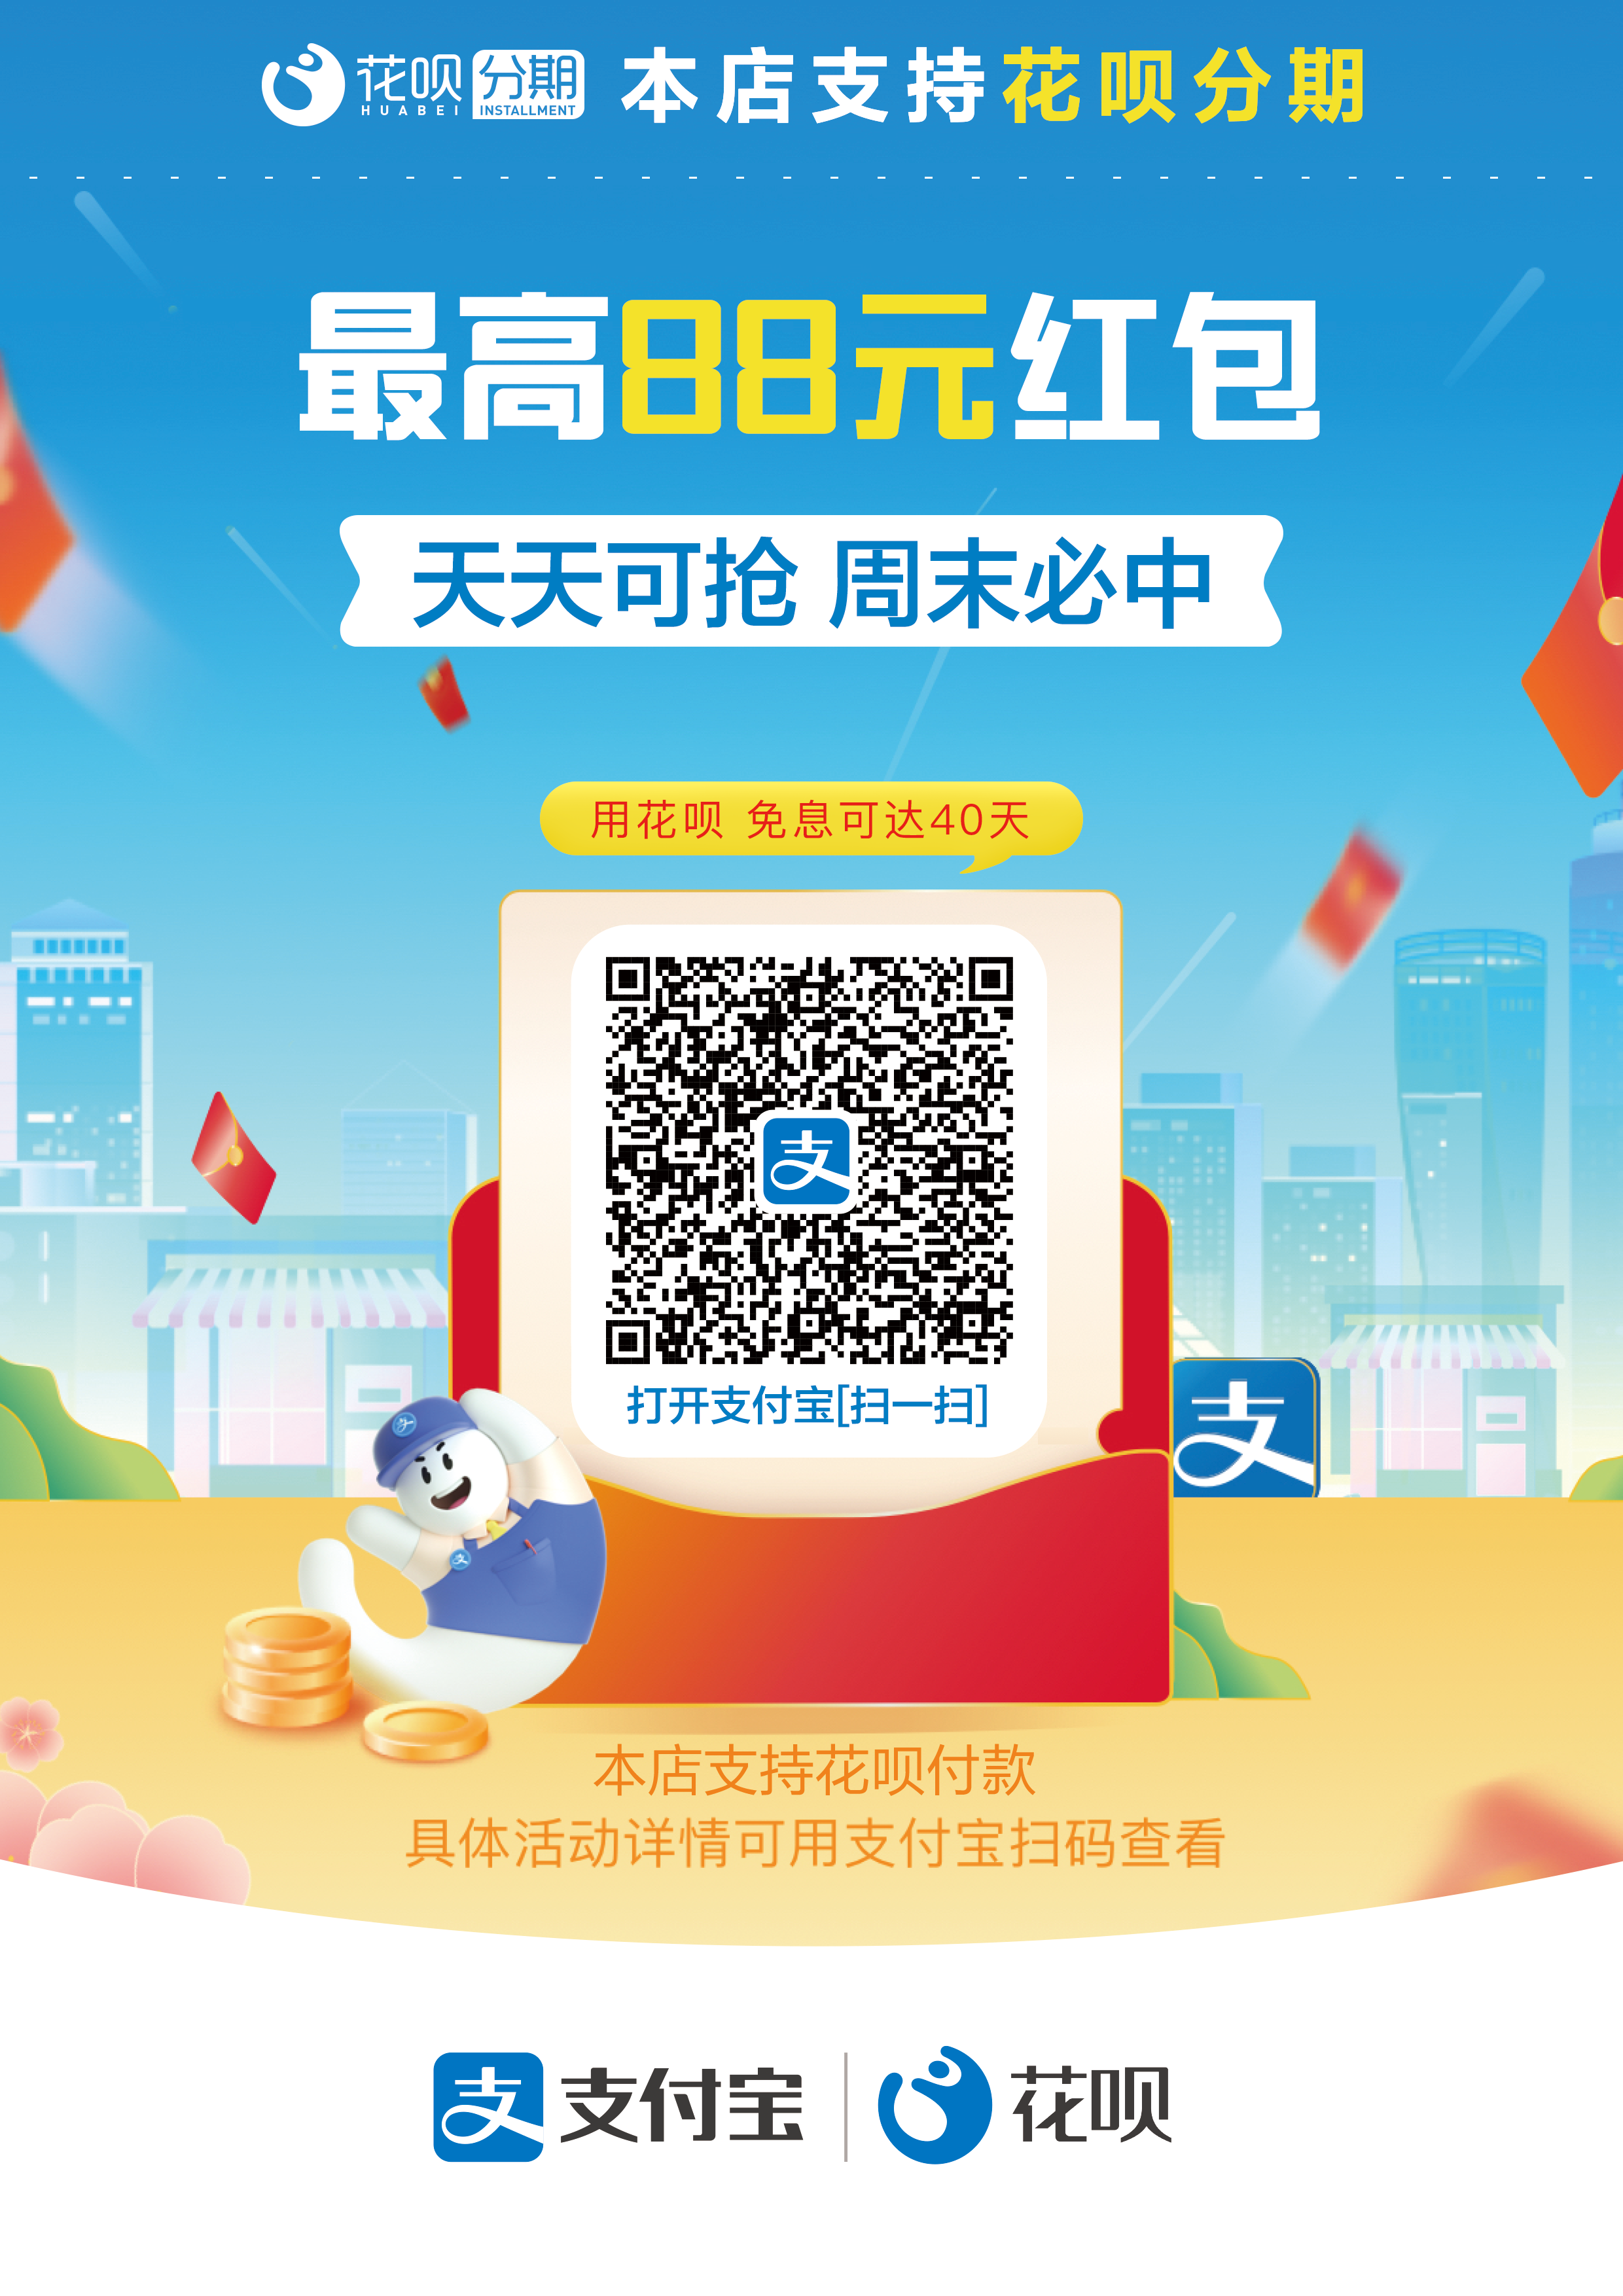 花呗 分期 本店支持花呗分期
HUABEI INSTALLMENT
最高88元红包
天天可抢 周末必中
用花呗 免息可达40天
支
打开支付宝[扫一扫]
支
本店支持花呗付款
具体活动详情可用支付宝扫码查看
支 支付宝 花呗